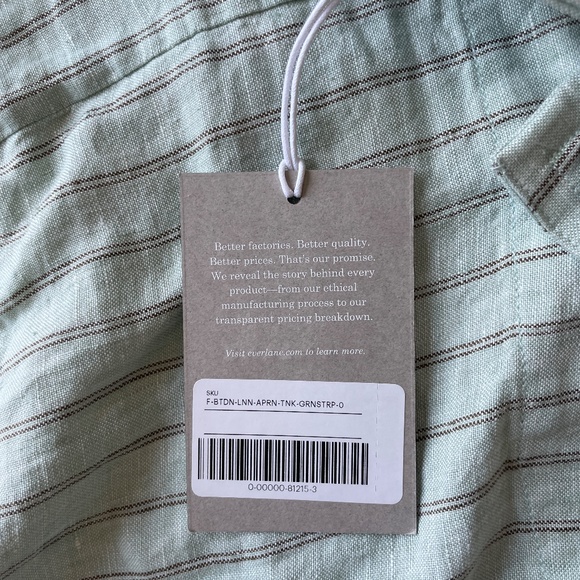 Better factories. Better quality.
Better prices. That's our promise.
We reveal the story behind every
product—from our ethical
manufacturing process to our
transparent pricing breakdown.
Visit everlane.com to learn more.
SKU
F-BTDN-LNN-APRN-TNK-GRNSTRP-0
0-00000-81215-3